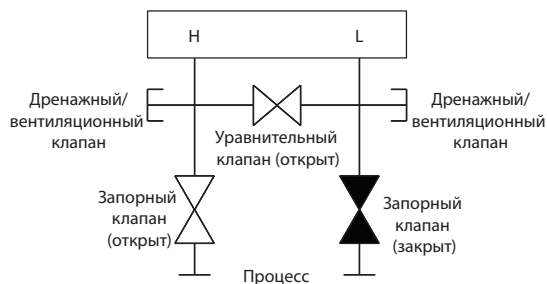 H
L
Дренажный/
вентиляционный
клапан
Уравнительный
клапан (открыт)
Дренажный/
вентиляционный
клапан
Запорный
клапан
(открыт)
Запорный
клапан
(закрыт)
Процесс